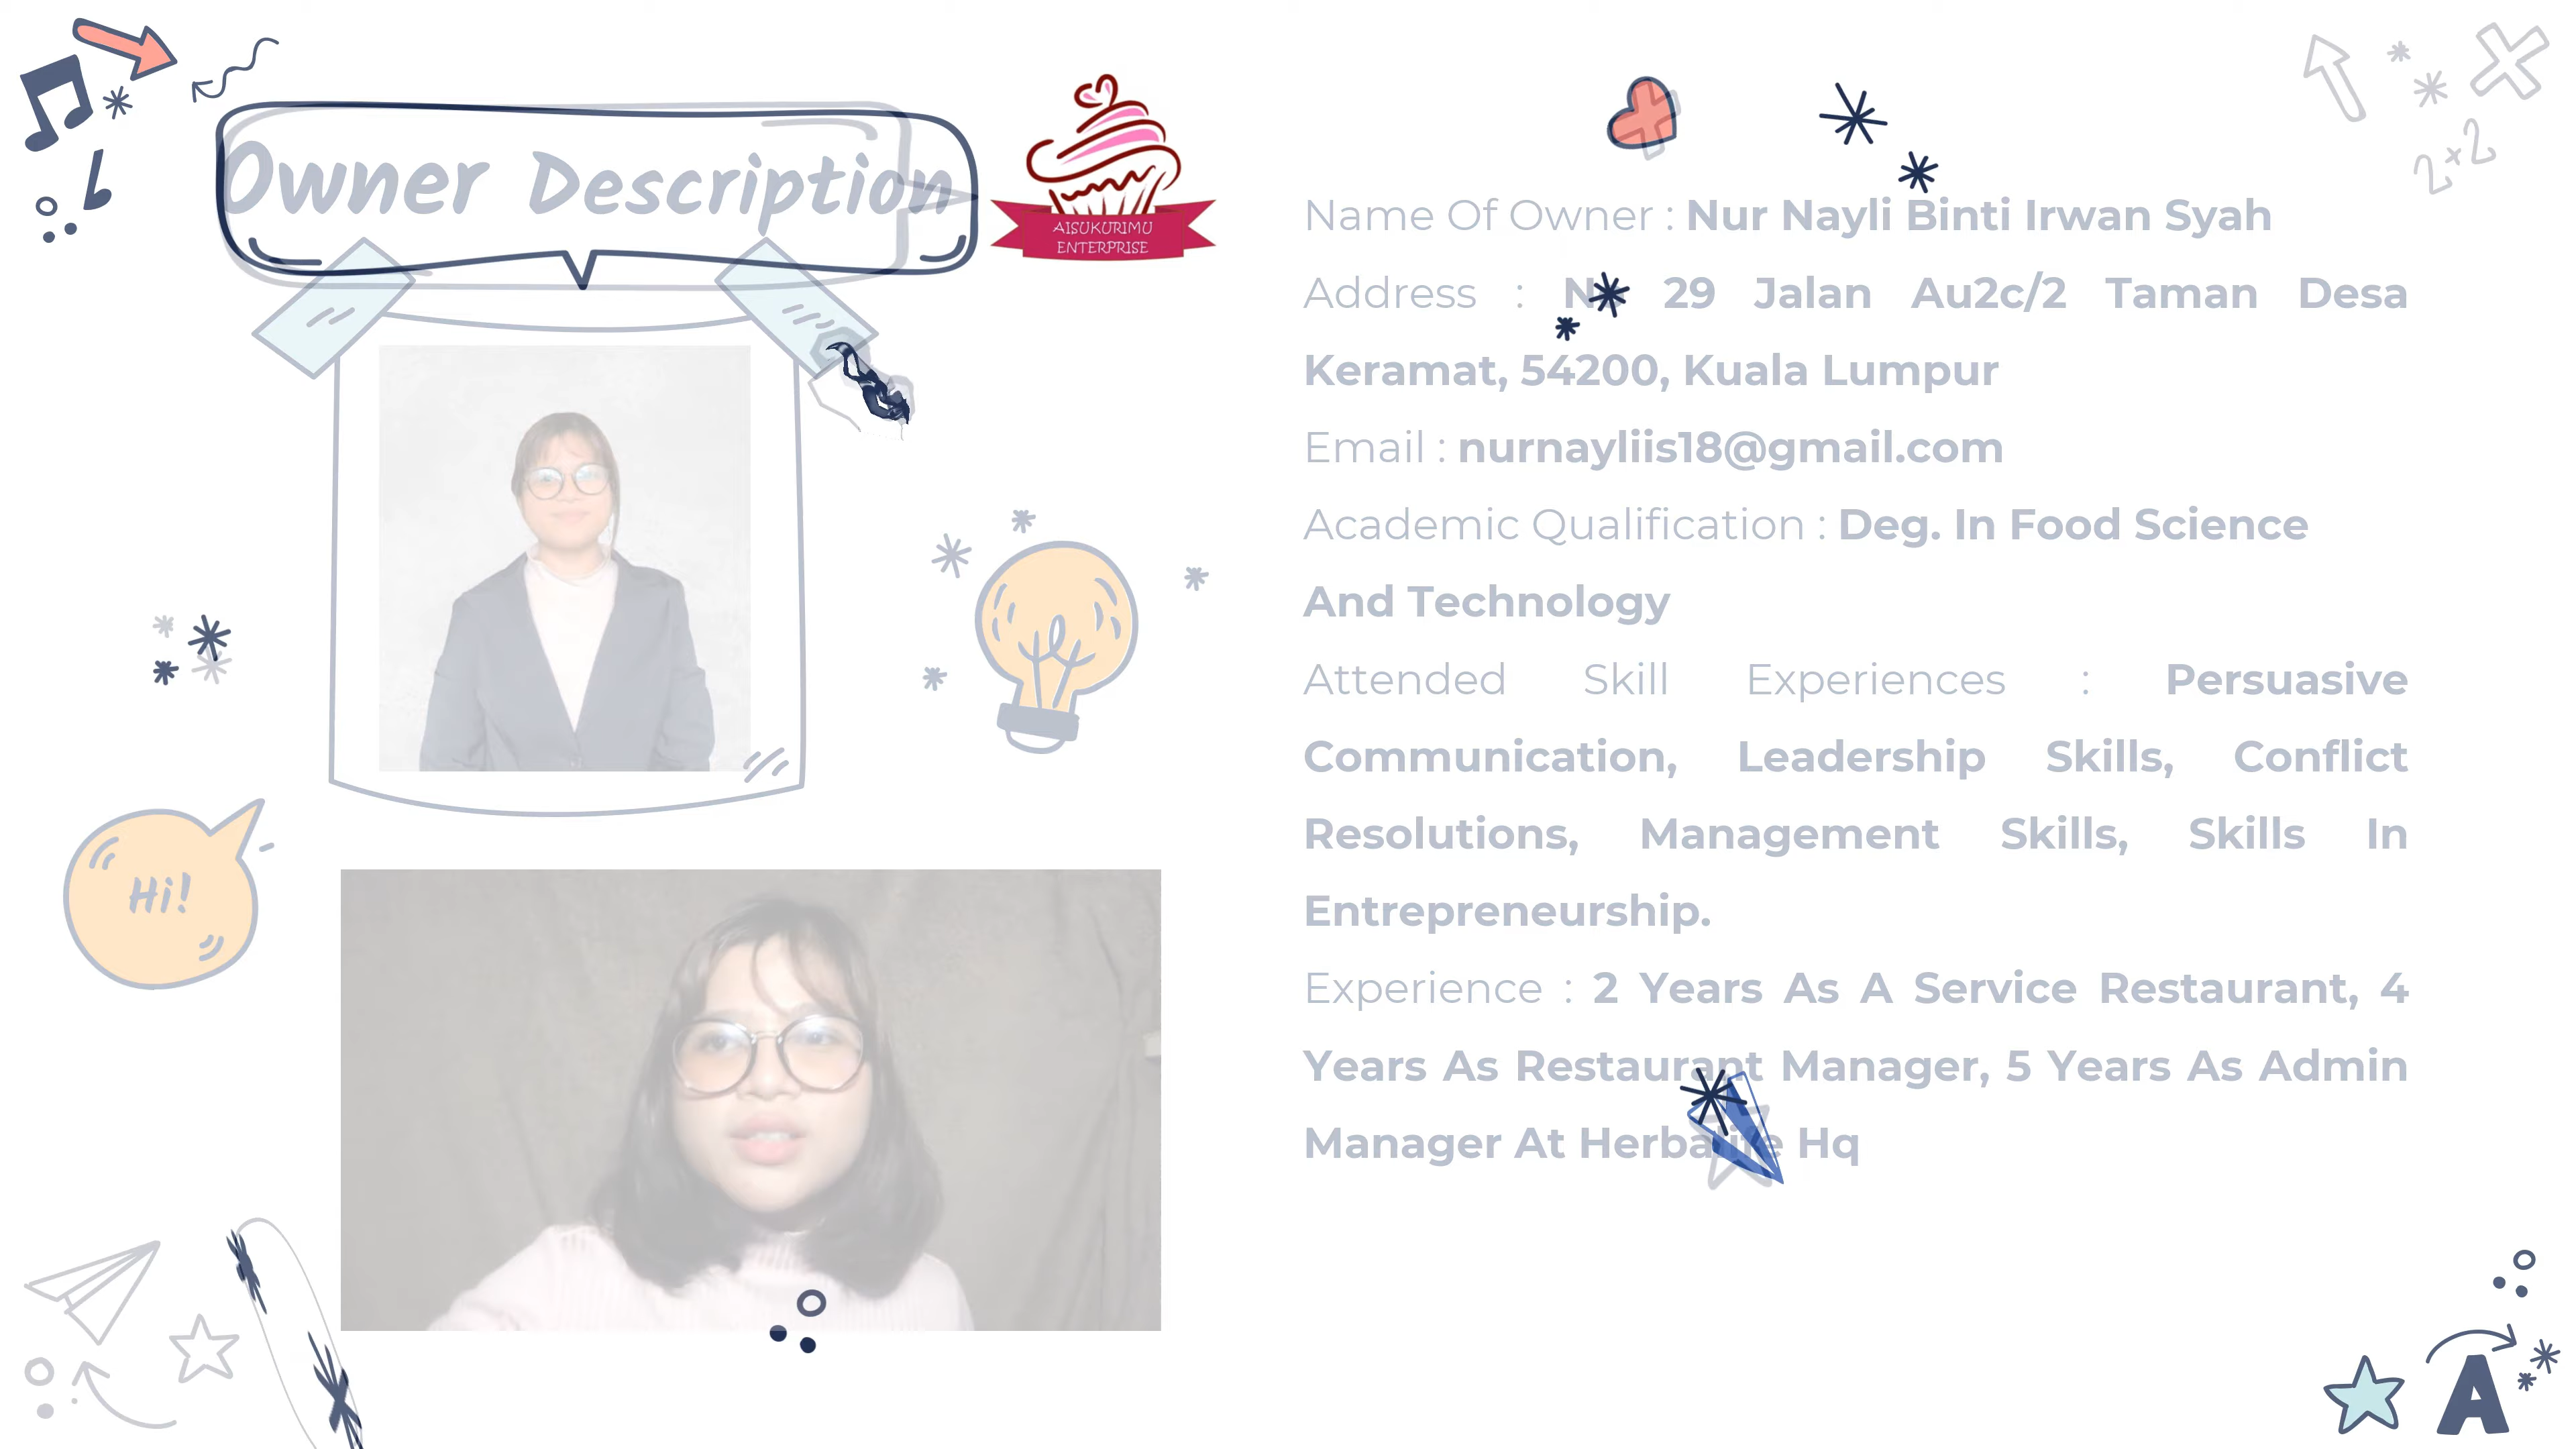 Owner Description
AISUKURIMU
ENTERPRISE
2×2
Name Of Owner : Nur Nayli Binti Irwan Syah
Address : 29 Jalan Au2c/2 Taman Desa
Keramat, 54200, Kuala Lumpur
Email : nurnayliis18@gmail.com
Academic Qualification : Deg. In Food Science
And Technology
Attended Skill Experiences : Persuasive
Communication, Leadership Skills, Conflict
Resolutions, Management Skills, Skills In
Entrepreneurship.
Experience : 2 Years As A Service Restaurant, 4
Years As Restaurant Manager, 5 Years As Admin
Manager At Herbalife Hq
Hi!
A